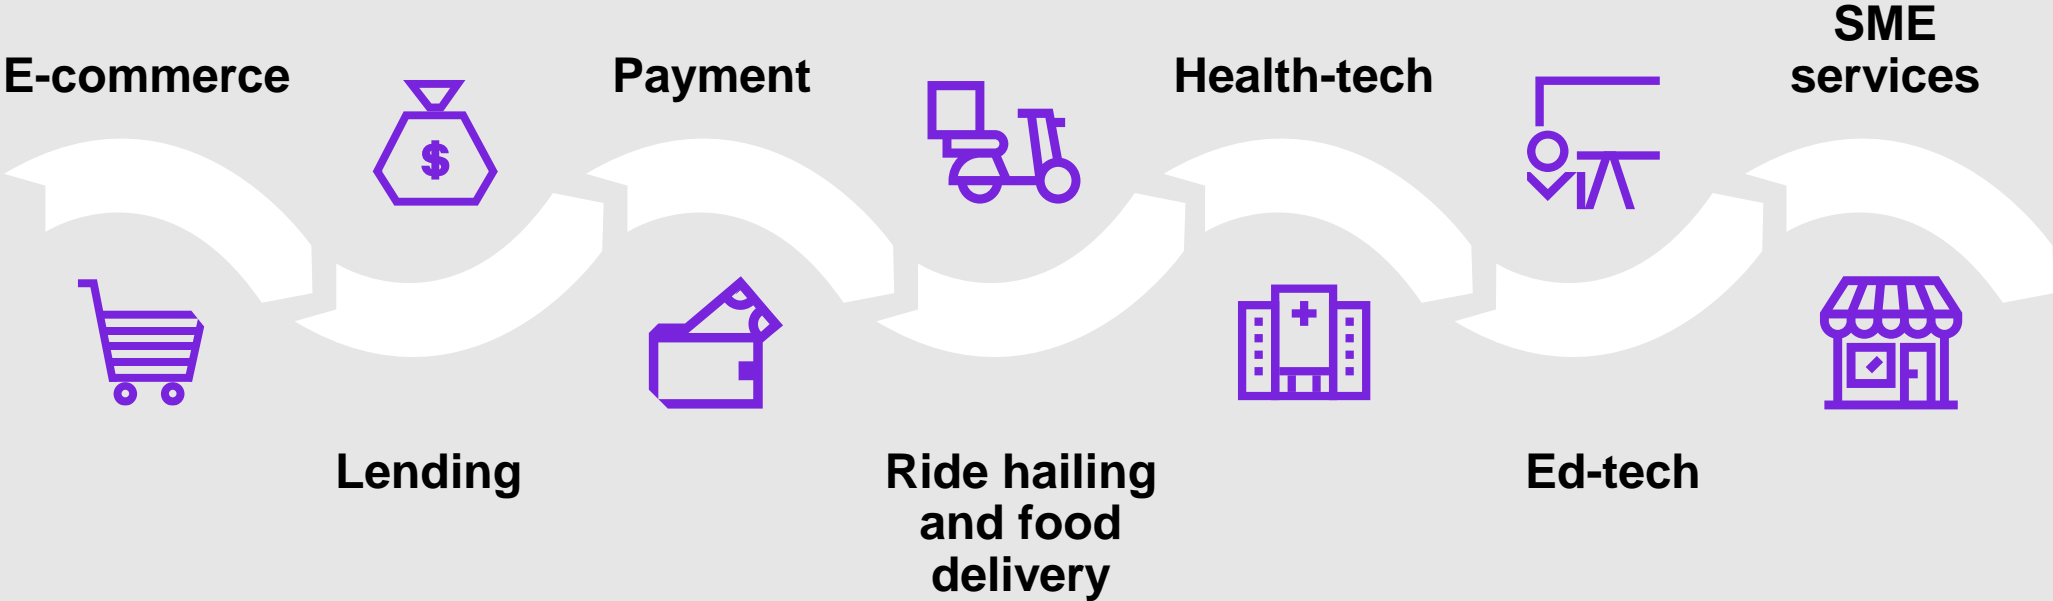 E-commerce
$
Lending
Payment
Ride hailing
and food
delivery
Health-tech
Ed-tech
SME
services